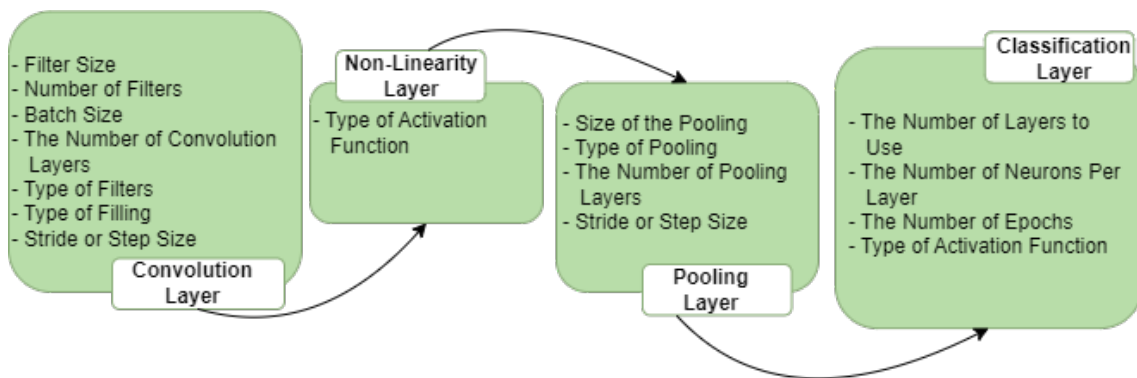 - Filter Size
- Number of Filters
- Batch Size
- The Number of Convolution
Layers
- Type of Filters
- Type of Filling
- Stride or Step Size
Convolution
Layer
Non-Linearity
Layer
- Type of Activation
Function
- Size of the Pooling
- Type of Pooling
- The Number of Pooling
Layers
- Stride or Step Size
Pooling
Layer
Classification
Layer
- The Number of Layers to
Use
- The Number of Neurons Per
Layer
- The Number of Epochs
- Type of Activation Function